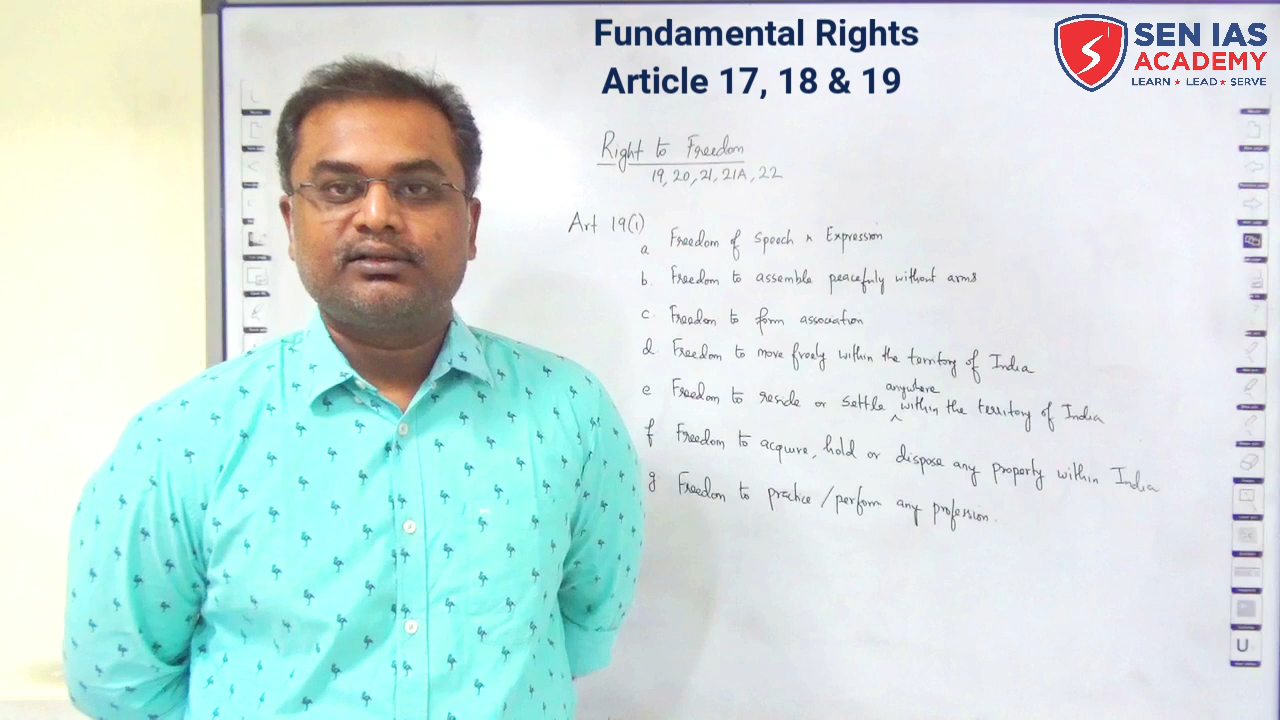 Fundamental Rights
Article 17, 18 & 19
SEN IAS
ACADEMY
LEARN ★ LEAD ★ SERVE
Right to Freedom
19, 20, 21, 21A, 22
Art 19(1)
a Freedom of Speech & Expression
b. Freedom to assemble peacefully without arms
c. Freedom to form association
d. Freedom to move freely within the territory of India
anywhere
e Freedom to reside or settle ^ within the territory of India
f Freedom to acquire, hold or dispose any property within India
g Freedom to practice / perform any profession.
U